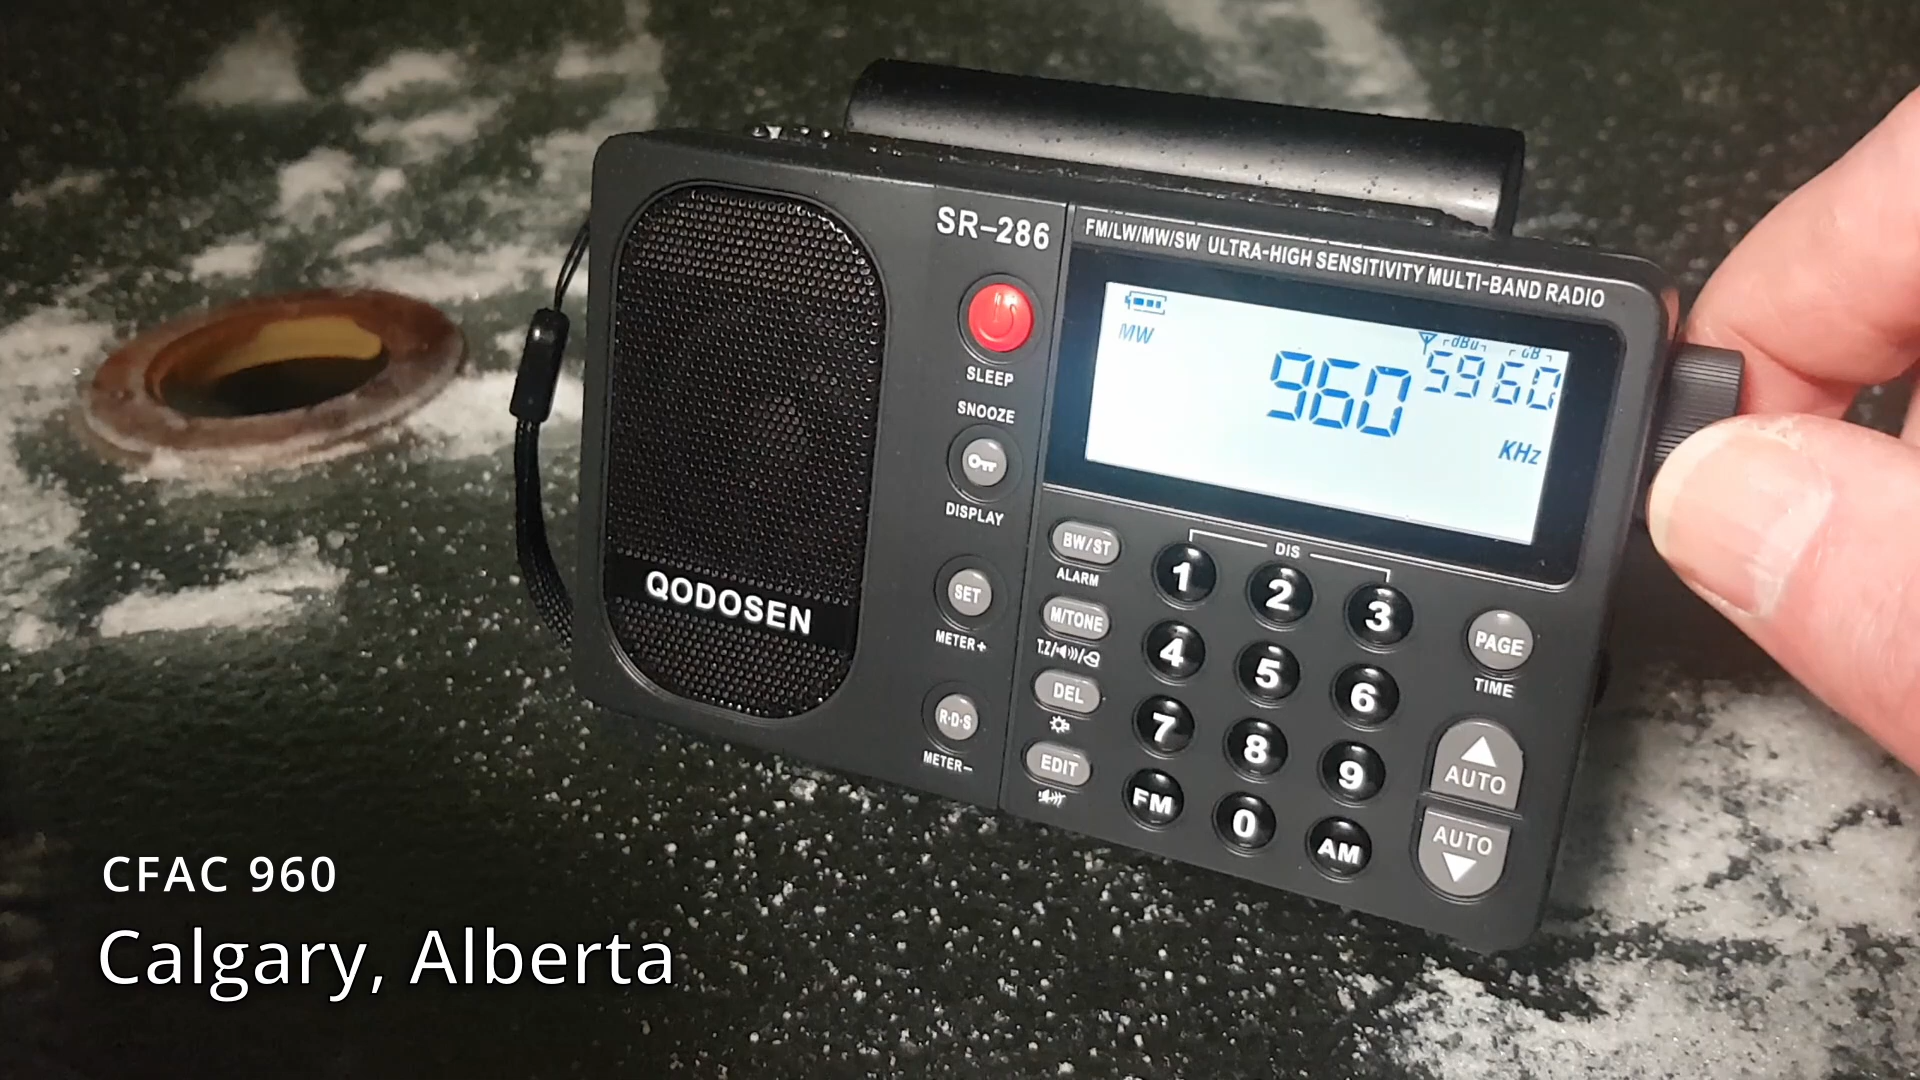 SR-286
FM/LW/MW/SW ULTRA-HIGH SENSITIVITY MULTI-BAND RADIO
SLEEP
SNOOZE
DISPLAY
MW
dBu
960
59 60
KHz
QODOSEN
SET
METER+
R·D·S
METER-
BW/ST
ALARM
M/TONE
T.Z/
DEL
EDIT
DIS
1 2 3
4 5 6
7 8 9
FM 0 AM
PAGE
TIME
AUTO
AUTO
CFAC 960
Calgary, Alberta